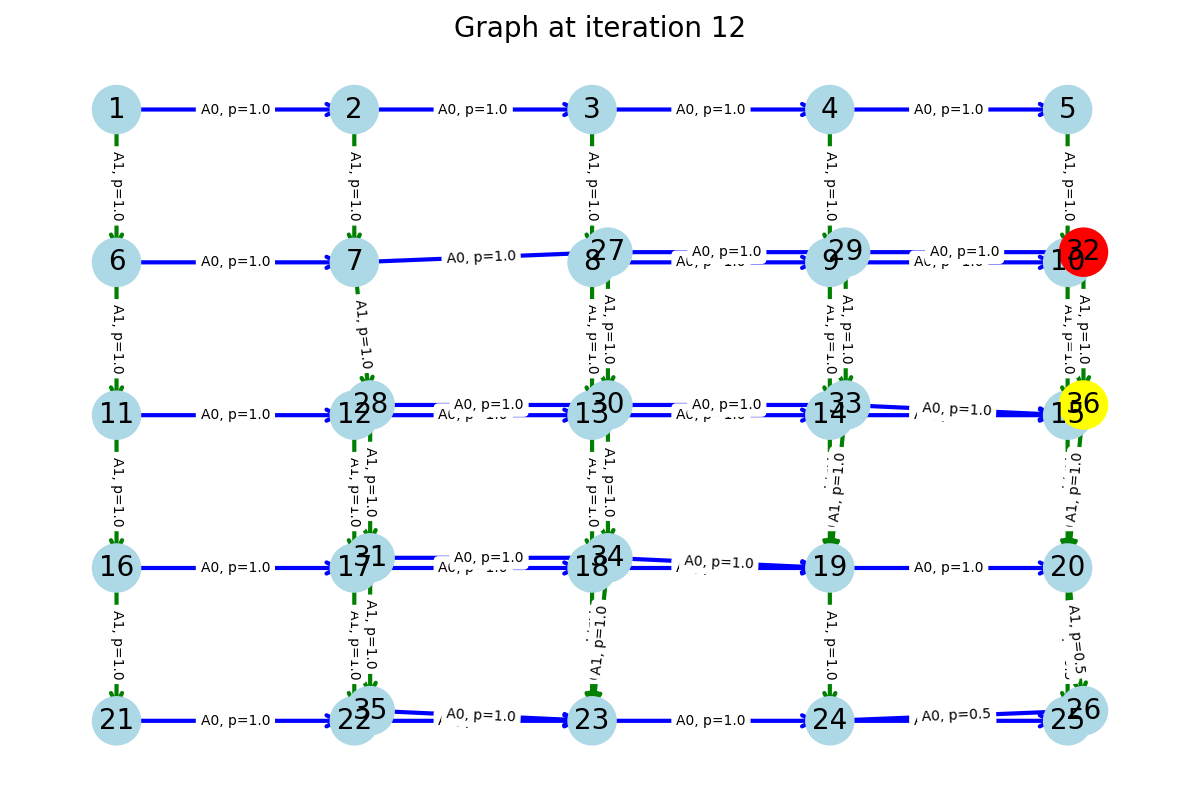 Graph at iteration 12
1 A0, p=1.0 2 A0, p=1.0 3 A0, p=1.0 4 A0, p=1.0 5
A1, p=1.0 A1, p=1.0 A1, p=1.0 A1, p=1.0 A1, p=1.0
27 A0, p=1.0 29 A0, p=1.0 32
6 A0, p=1.0 7 A0, p=1.0 8 A0, p=1.0 9 A0, p=1.0 10
A1, p=1.0 A1, p=1.0 A1, p=1.0 A1, p=1.0 A1, p=1.0 A1, p=1.0 A1, p=1.0 A1, p=1.0
28 A0, p=1.0 30 A0, p=1.0 33 A0, p=1.0 36
11 A0, p=1.0 12 A0, p=1.0 13 A0, p=1.0 14 15
A1, p=1.0 A1, p=1.0 A1, p=1.0 A1, p=1.0 A1, p=1.0 A1, p=1.0 A1, p=1.0
31 A0, p=1.0 34 A0, p=1.0
16 A0, p=1.0 17 A0, p=1.0 18 19 A0, p=1.0 20
A1, p=1.0 A1, p=1.0 A1, p=1.0 A1, p=1.0 A1, p=1.0 A1, p=0.5
35 A0, p=1.0 A0, p=0.5 26
21 A0, p=1.0 22 23 A0, p=1.0 24 25